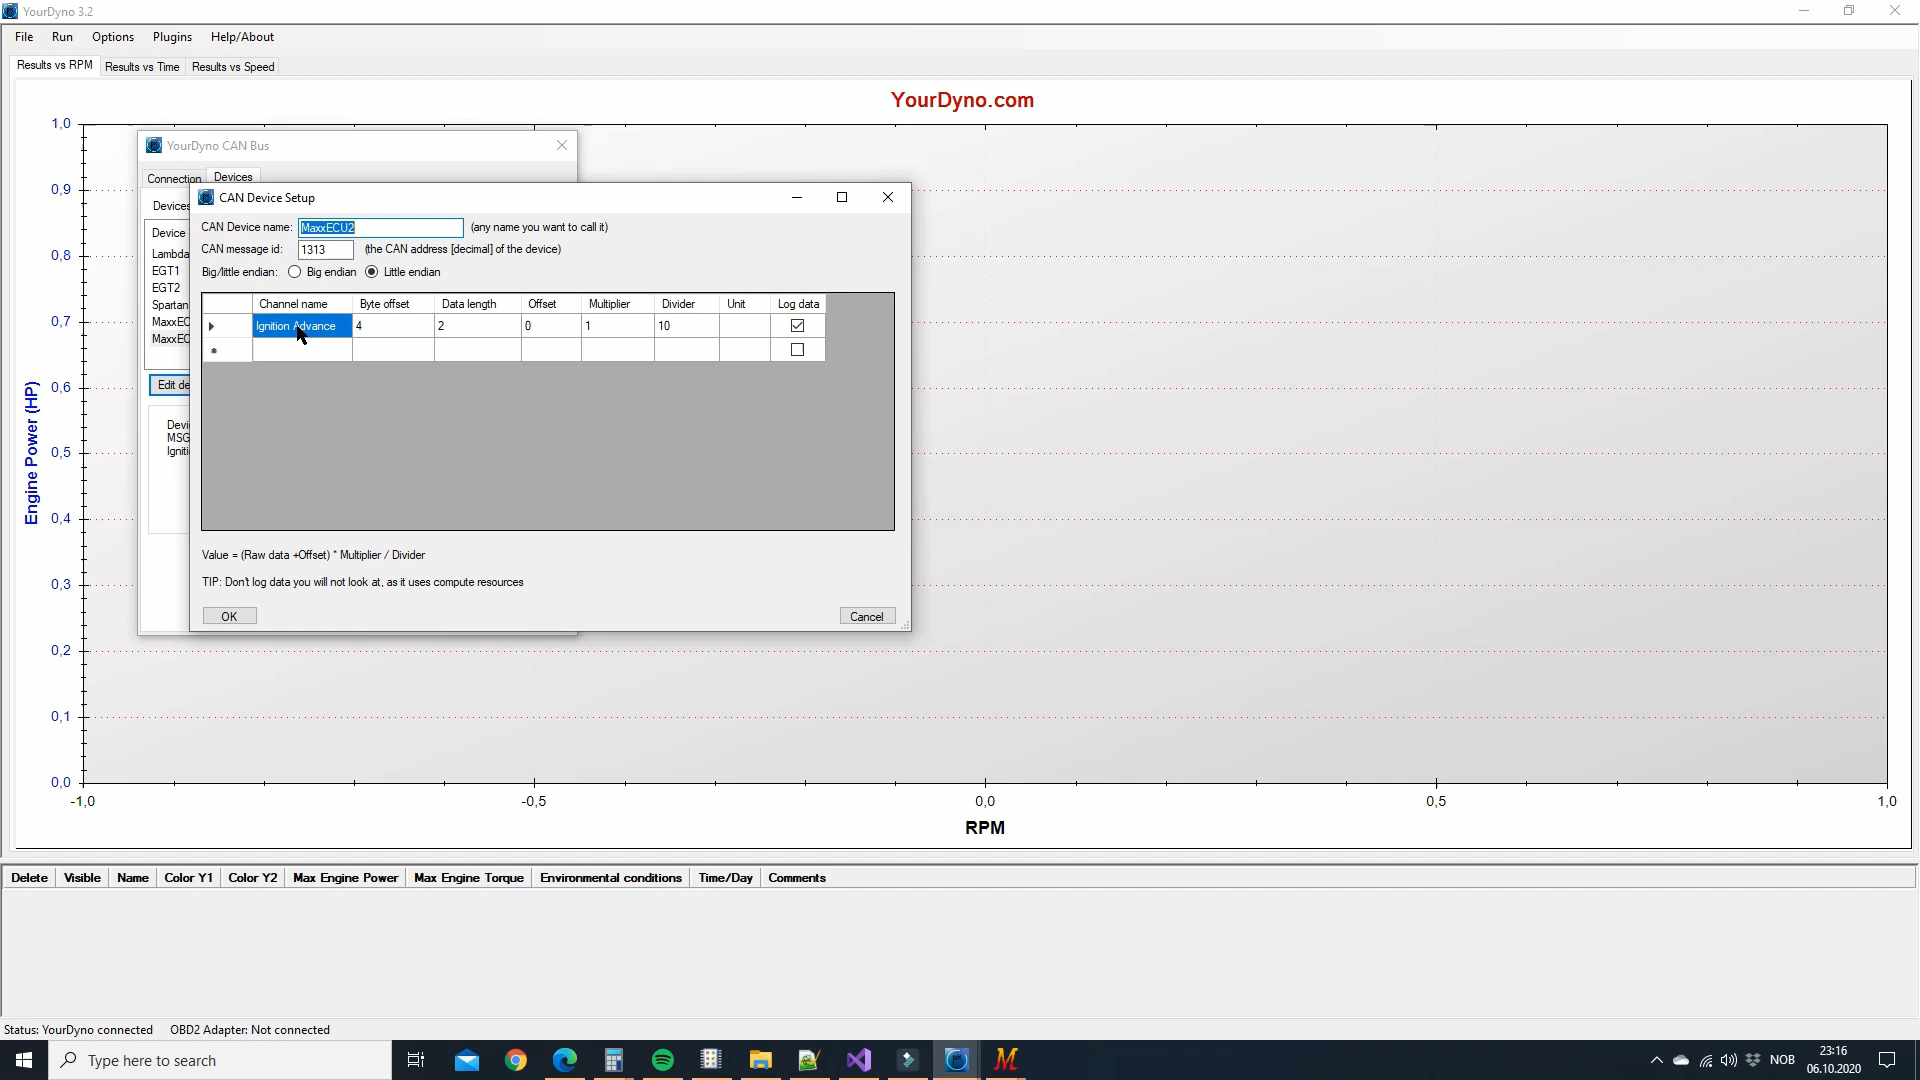 YourDyno 3.2
File Run Options Plugins Help/About
Results vs RPM Results vs Time Results vs Speed
YourDyno.com
1,0
0,9
0,8
0,7
0,6
0,5
0,4
0,3
0,2
0,1
0,0
Engine Power (HP)
-1,0 -0,5 0,0 0,5 1,0
RPM
YourDyno CAN Bus
Connection Devices
Devices
Device
Lambda
EGT1
EGT2
Spartan
MaxxEC
MaxxEC
Edit de
Devi
MSG
Igniti
CAN Device Setup
CAN Device name: MaxxECU2 (any name you want to call it)
CAN message id: 1313 (the CAN address [decimal] of the device)
Big/little endian: Big endian Little endian
Channel name Byte offset Data length Offset Multiplier Divider Unit Log data
Ignition Advance 4 2 0 1 10
Value = (Raw data +Offset) * Multiplier / Divider
TIP: Don't log data you will not look at, as it uses compute resources
OK Cancel
Delete Visible Name Color Y1 Color Y2 Max Engine Power Max Engine Torque Environmental conditions Time/Day Comments
Status: YourDyno connected OBD2 Adapter: Not connected
Type here to search
NOB
23:16
06.10.2020